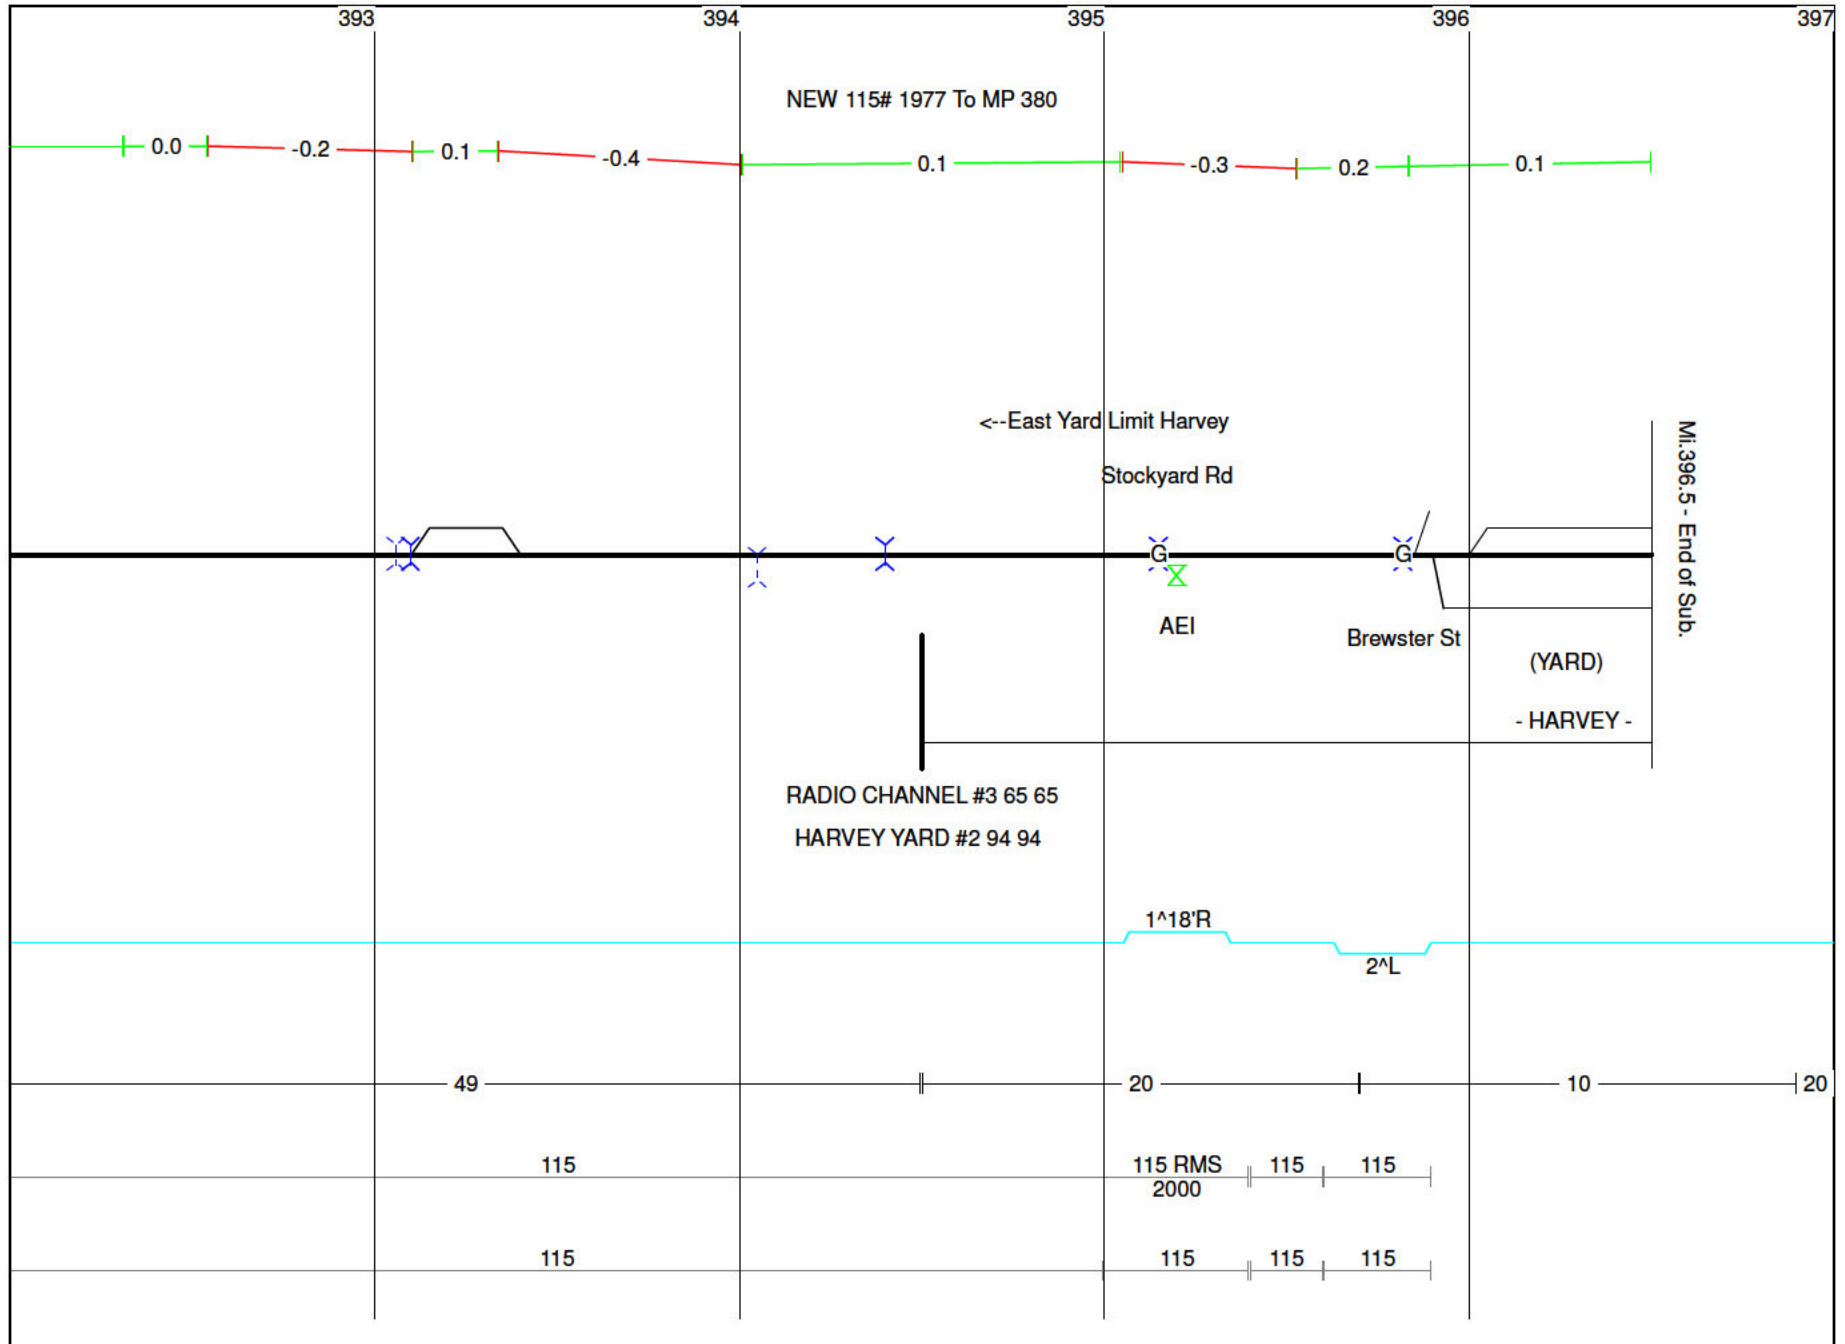 393
394
395
396
397
NEW 115# 1977 To MP 380
0.0
-0.2
0.1
-0.4
0.1
-0.3
0.2
0.1
<--East Yard Limit Harvey
Stockyard Rd
Mi.396.5 - End of Sub.
G
G
AEI
Brewster St
(YARD)
- HARVEY -
RADIO CHANNEL #3 65 65
HARVEY YARD #2 94 94
1^18'R
2^L
49
20
10
20
115
115 RMS
2000
115
115
115
115
115
115